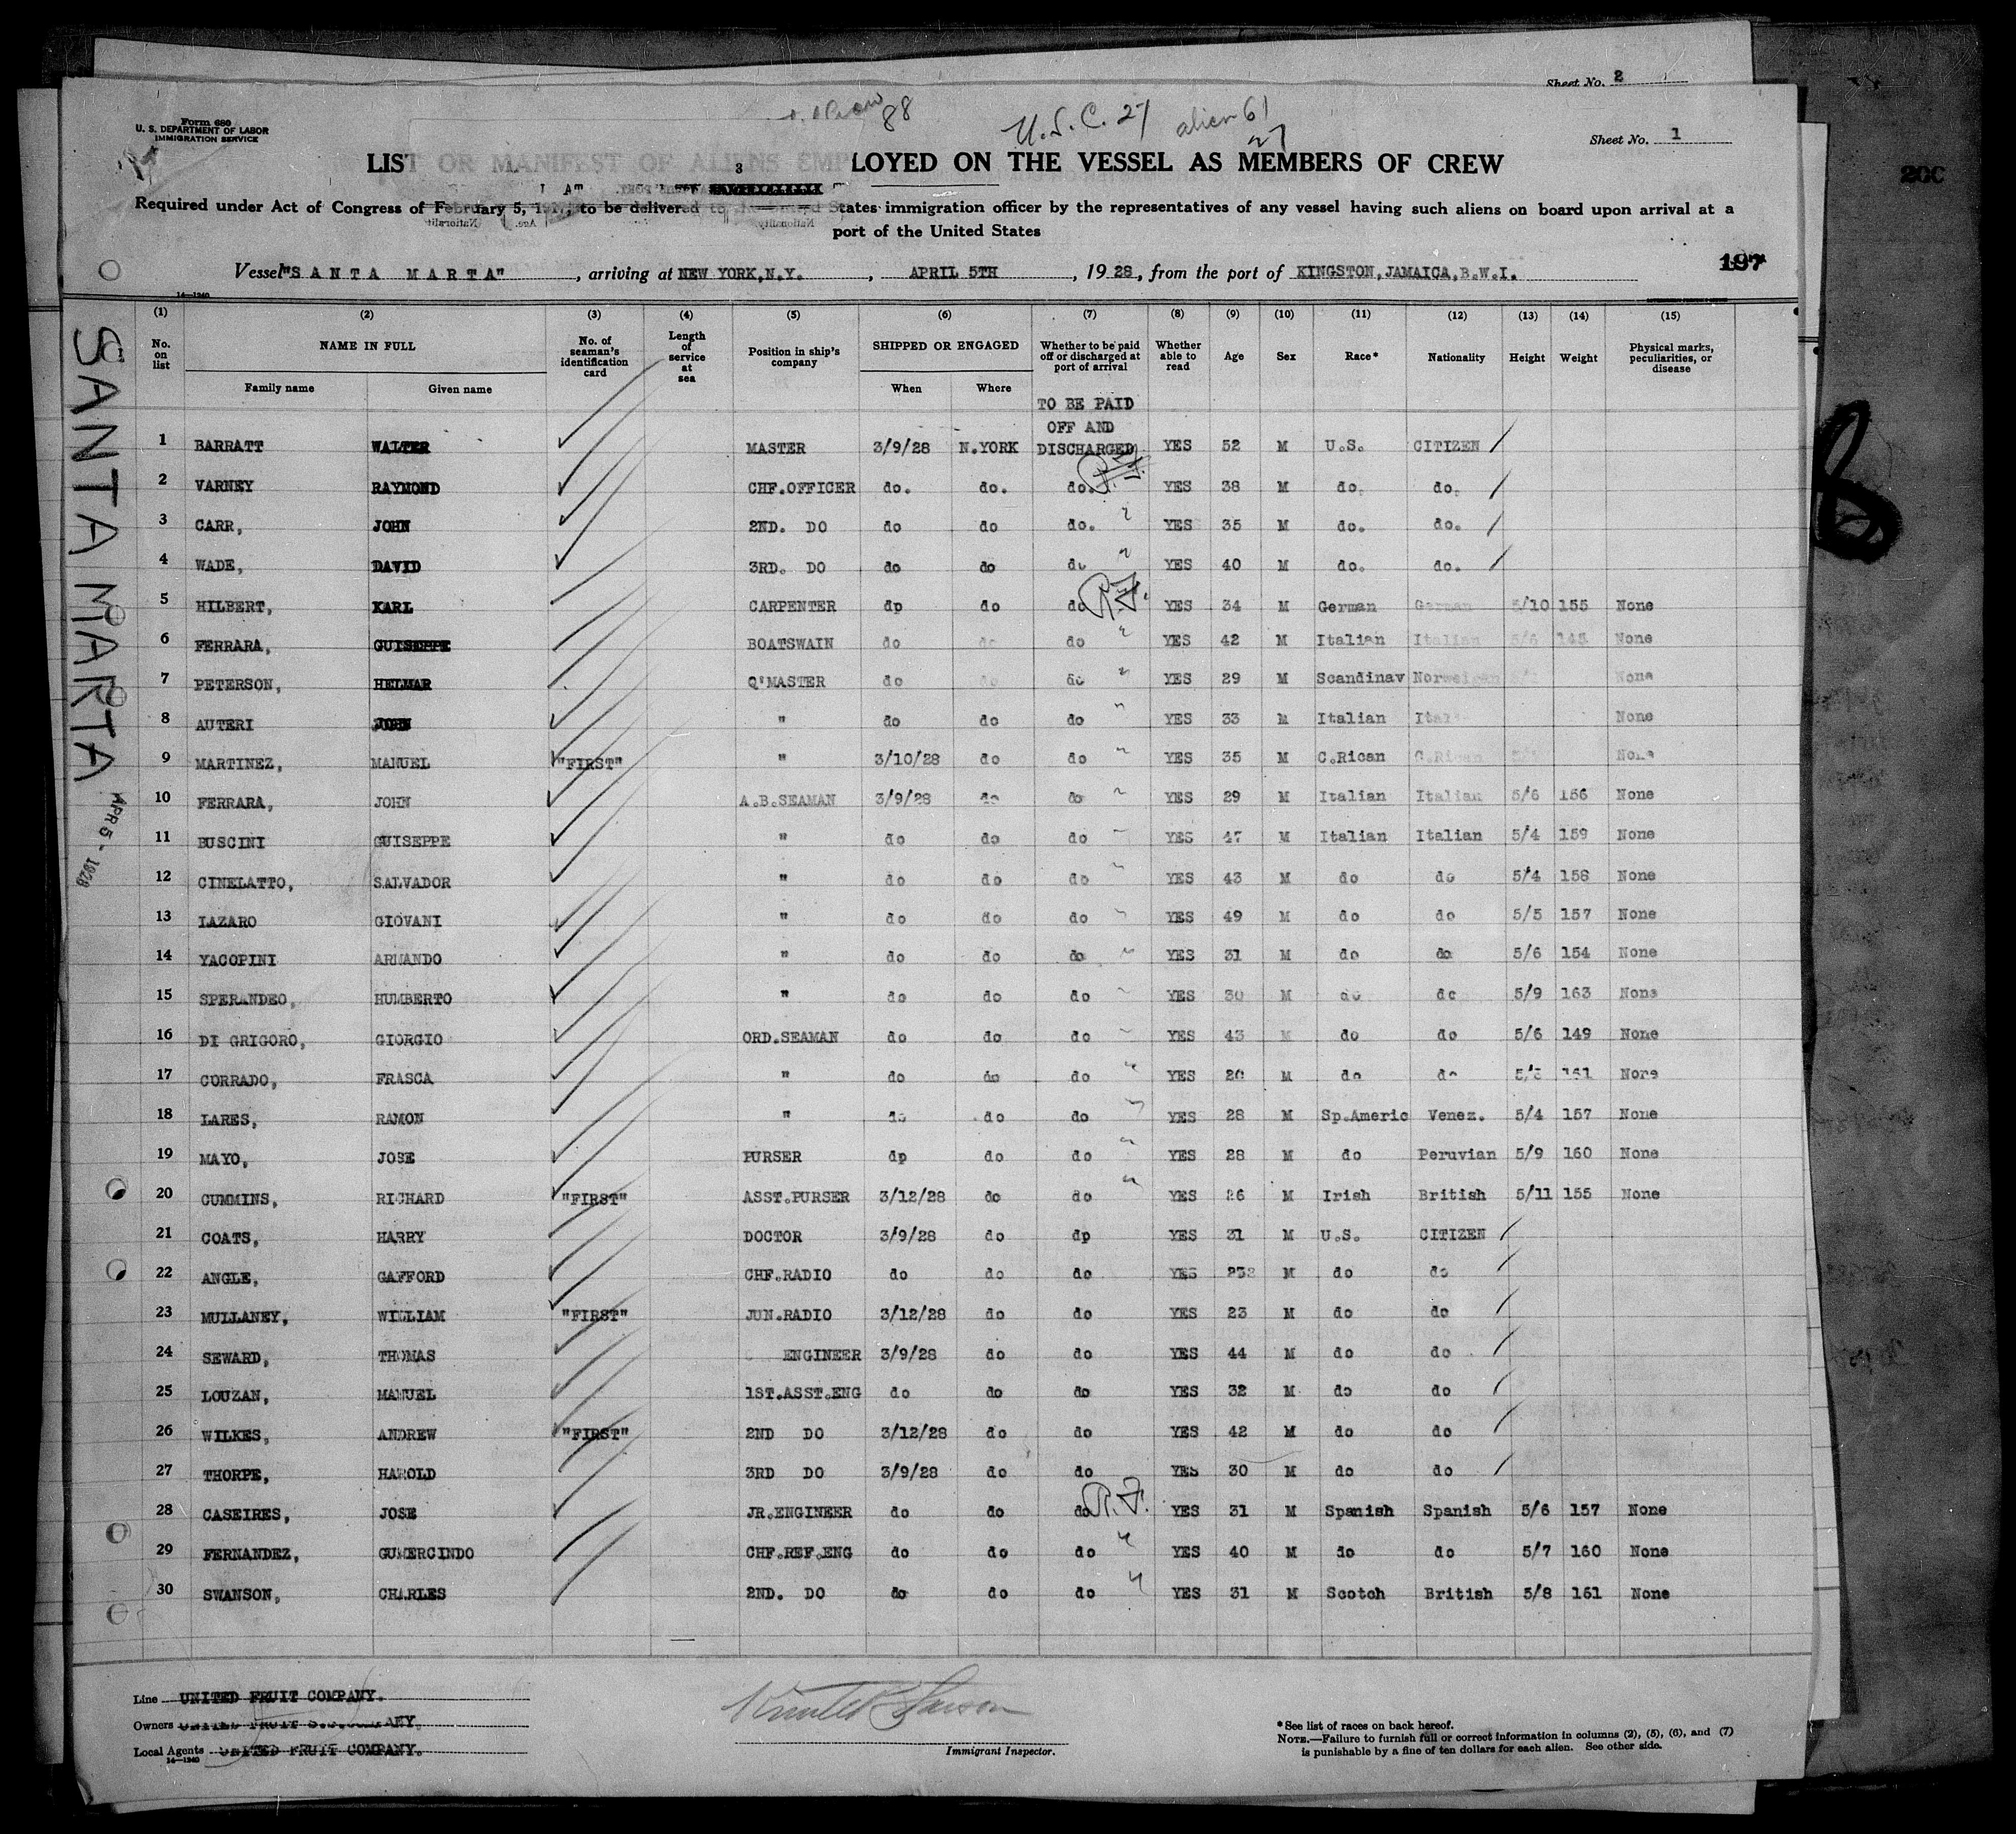 Sheet No. 2
88
U.S.C. 27
alien 61
27
Form 680
U. S. DEPARTMENT OF LABOR
IMMIGRATION SERVICE
Sheet No. 1
LIST OR MANIFEST OF ALIENS EMPLOYED ON THE VESSEL AS MEMBERS OF CREW
3
Required under Act of Congress of February 5, 1917, to be delivered to the United States immigration officer by the representatives of any vessel having such aliens on board upon arrival at a
port of the United States
Vessel "SANTA MARTA", arriving at NEW YORK,N.Y., APRIL 5TH, 1928, from the port of KINGSTON,JAMAICA,B.W.I.
197
200
14—1240
SANTA MARTA
APR 5 - 1928
(1) (2) (3) (4) (5) (6) (7) (8) (9) (10) (11) (12) (13) (14) (15)
No. on list NAME IN FULL No. of seaman's identification card Length of service at sea Position in ship's company SHIPPED OR ENGAGED Whether to be paid off or discharged at port of arrival Whether able to read Age Sex Race* Nationality Height Weight Physical marks, peculiarities, or disease
Family name Given name When Where
TO BE PAID
OFF AND
1 BARRATT WALTER MASTER 3/9/28 N.YORK DISCHARGED YES 52 M U.S. CITIZEN
2 VARNEY RAYMOND CHF.OFFICER do. do. do. YES 38 M do. do.
3 CARR, JOHN 2ND. DO do do do. YES 35 M do. do.
4 WADE, DAVID 3RD. DO do do do YES 40 M do. do.
5 HILBERT, KARL CARPENTER dp do do R.F. YES 34 M German German 5/10 155 None
6 FERRARA, GUISEPPE BOATSWAIN do do do " YES 42 M Italian Italian 5/6 None
7 PETERSON, HELMAR Q'MASTER do do do " YES 29 M Scandinav Norweigan None
8 AUTERI JOHN " do do do " YES 33 M Italian Ital None
9 MARTINEZ, MANUEL "FIRST" " 3/10/28 do do " YES 35 M C.Rican C.Rican None
10 FERRARA, JOHN A.B.SEAMAN 3/9/28 do do " YES 29 M Italian Italian 5/6 156 None
11 BUSCINI GUISEPPE " do do do " YES 47 M Italian Italian 5/4 159 None
12 CINELATTO, SALVADOR " do do do " YES 43 M do do 5/4 158 None
13 LAZARO GIOVANI " do do do " YES 49 M do do 5/5 157 None
14 YACOPINI ARMANDO " do do do " YES 31 M do do 5/6 154 None
15 SPERANDEO, HUMBERTO " do do do " YES 30 M do do 5/9 163 None
16 DI GRIGORO, GIORGIO ORD.SEAMAN do do do " YES 43 M do do 5/6 149 None
17 CORRADO, FRASCA " do do do " YES 20 M do do 161 None
18 LARES, RAMON " do do do " YES 28 M Sp.Americ Venez. 5/4 157 None
19 MAYO, JOSE PURSER dp do do " YES 28 M do Peruvian 5/9 160 None
20 CUMMINS, RICHARD "FIRST" ASST.PURSER 3/12/28 do do " YES 26 M Irish British 5/11 155 None
21 COATS, HARRY DOCTOR 3/9/28 do dp YES 31 M U.S. CITIZEN
22 ANGLE, GAFFORD CHF.RADIO do do do YES M do do
23 MULLANEY, WILLIAM "FIRST" JUN.RADIO 3/12/28 do do YES 23 M do do
24 SEWARD, THOMAS ENGINEER 3/9/28 do do YES 44 M do do
25 LOUZAN, MANUEL 1ST.ASST.ENG do do do YES 32 M do do
26 WILKES, ANDREW "FIRST" 2ND DO 3/12/28 do do YES 42 M do do
27 THORPE, HAROLD 3RD DO 3/9/28 do do YES 30 M do do
28 CASEIRES, JOSE JR.ENGINEER do do do R.F. YES 31 M Spanish Spanish 5/6 157 None
29 FERNANDEZ, GUMERCINDO CHF.REF.ENG do do do " YES 40 M do do 5/7 160 None
30 SWANSON, CHARLES 2ND. DO do do do " YES 31 M Scotch British 5/8 161 None
Line UNITED FRUIT COMPANY.
Owners UNITED FRUIT S.S.COMPANY.
Local Agents UNITED FRUIT COMPANY.
14—1240
Immigrant Inspector.
*See list of races on back hereof.
NOTE.—Failure to furnish full or correct information in columns (2), (5), (6), and (7)
is punishable by a fine of ten dollars for each alien. See other side.